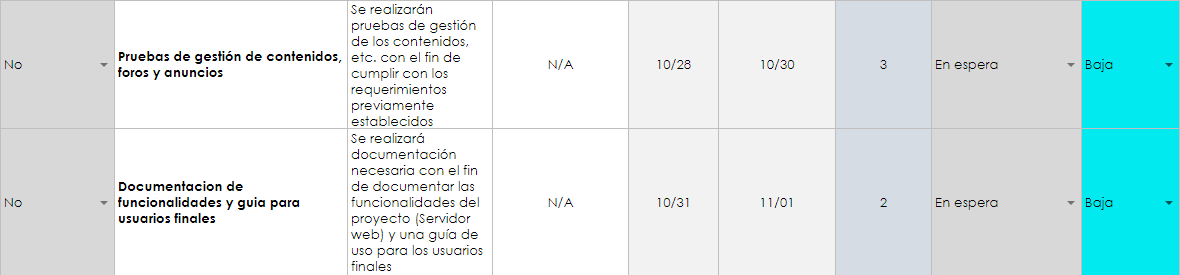 No
Pruebas de gestión de contenidos,
foros y anuncios
Se realizarán
pruebas de gestión
de los contenidos,
etc. con el fin de
cumplir con los
requerimientos
previamente
establecidos
N/A
10/28
10/30
3
En espera
Baja
No
Documentacion de
funcionalidades y guia para
usuarios finales
Se realizará
documentación
necesaria con el fin
de documentar las
funcionalidades del
proyecto (Servidor
web) y una guía de
uso para los usuarios
finales
N/A
10/31
11/01
2
En espera
Baja